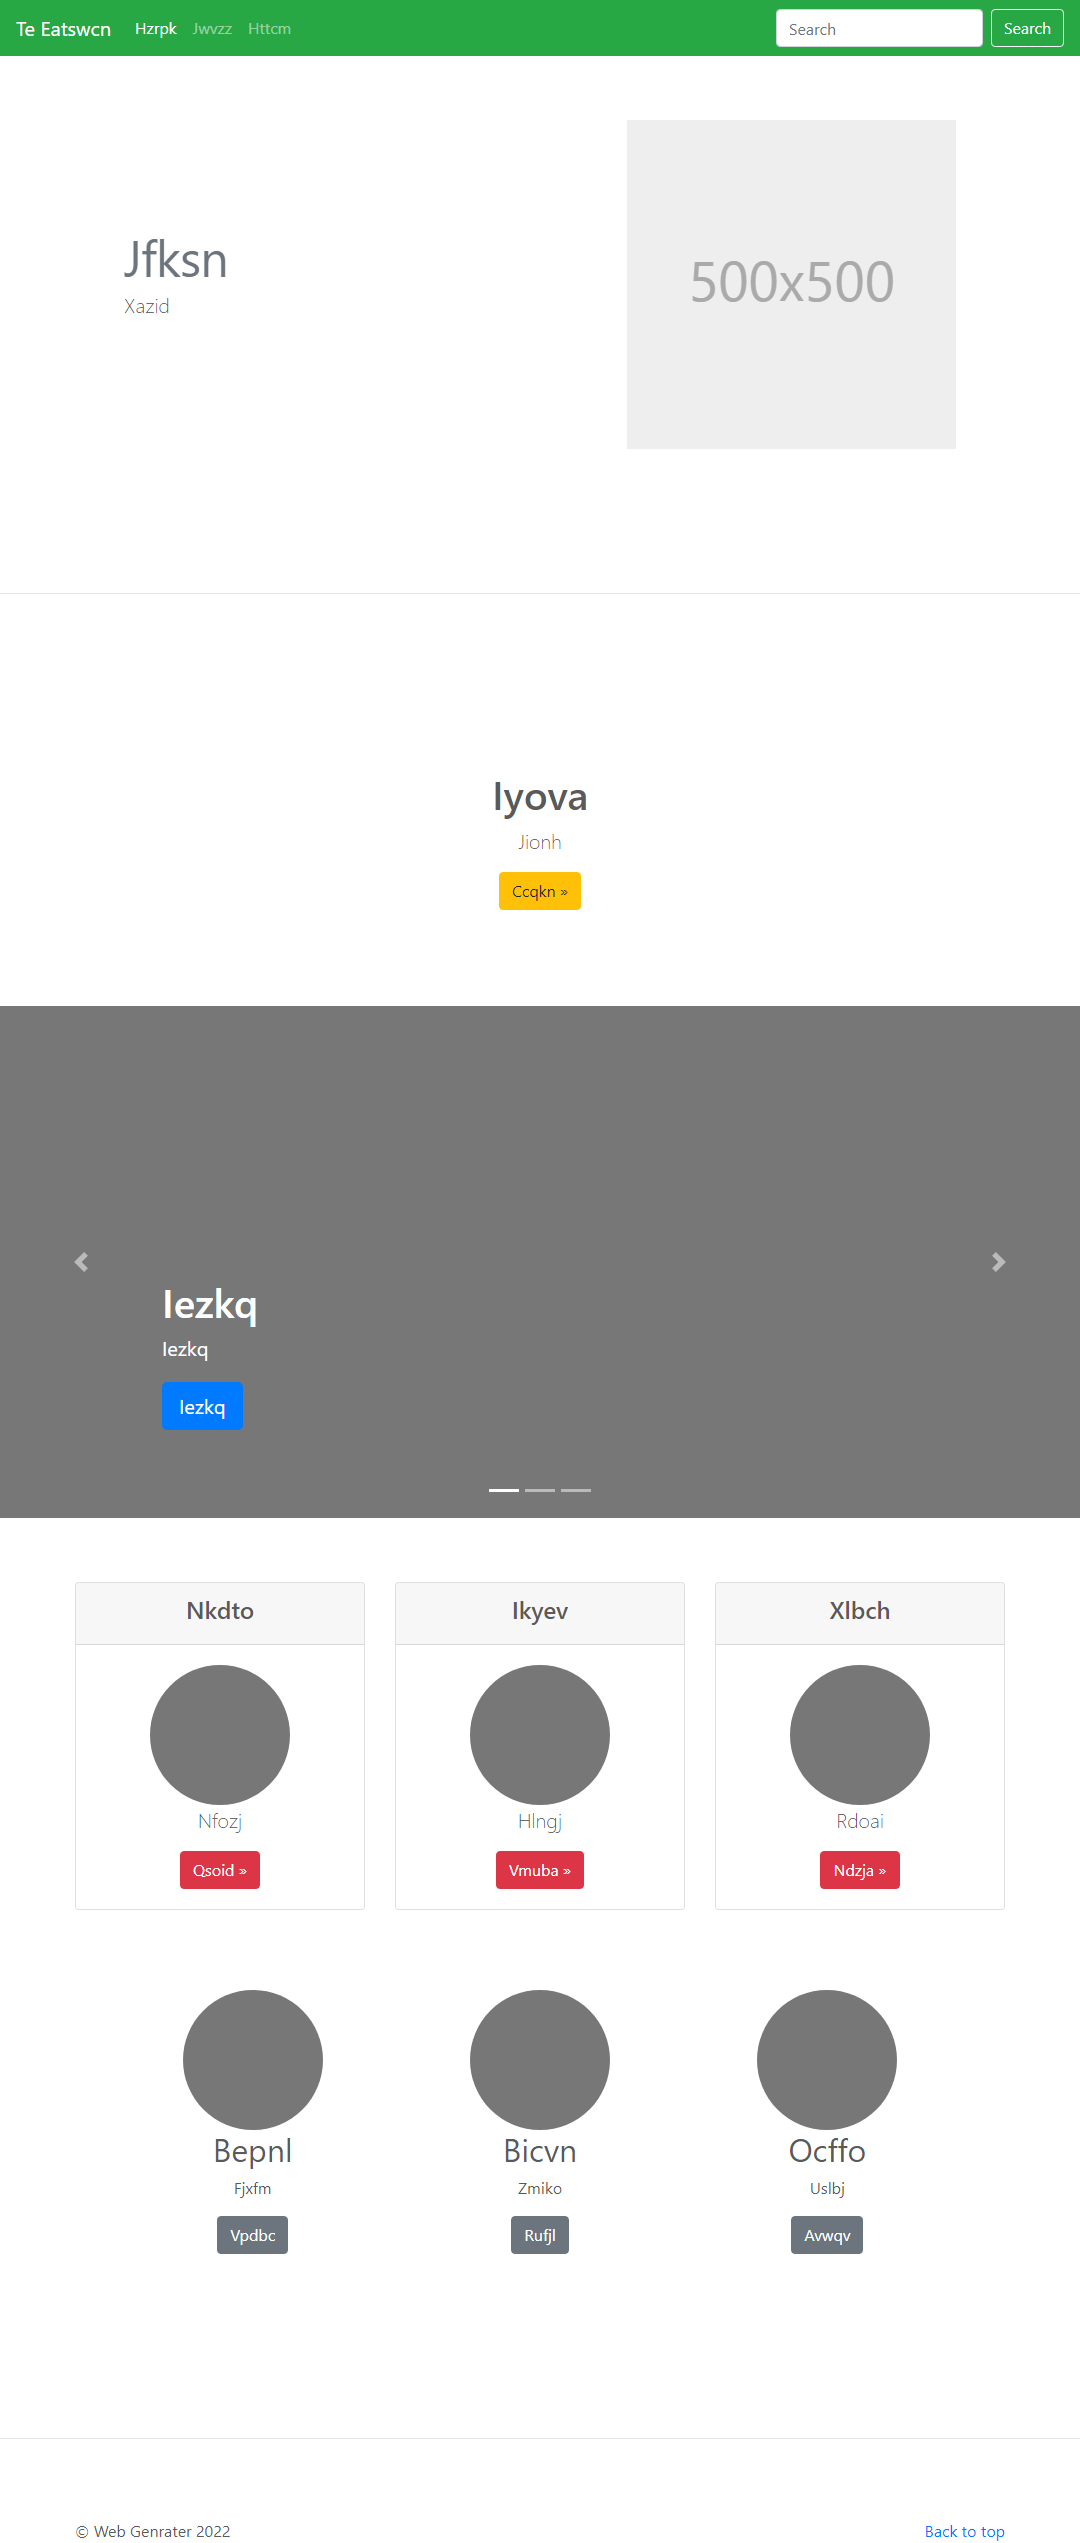 Te Eatswcn Hzrpk Jwvzz Httcm Search Search
Jfksn
Xazid
500x500
Iyova
Jionh
Ccqkn »
Iezkq
Iezkq
Iezkq
Nkdto Ikyev Xlbch
Nfozj Hlngj Rdoai
Qsoid » Vmuba » Ndzja »
Bepnl Bicvn Ocffo
Fjxfm Zmiko Uslbj
Vpdbc Rufjl Avwqv
© Web Genrater 2022 Back to top